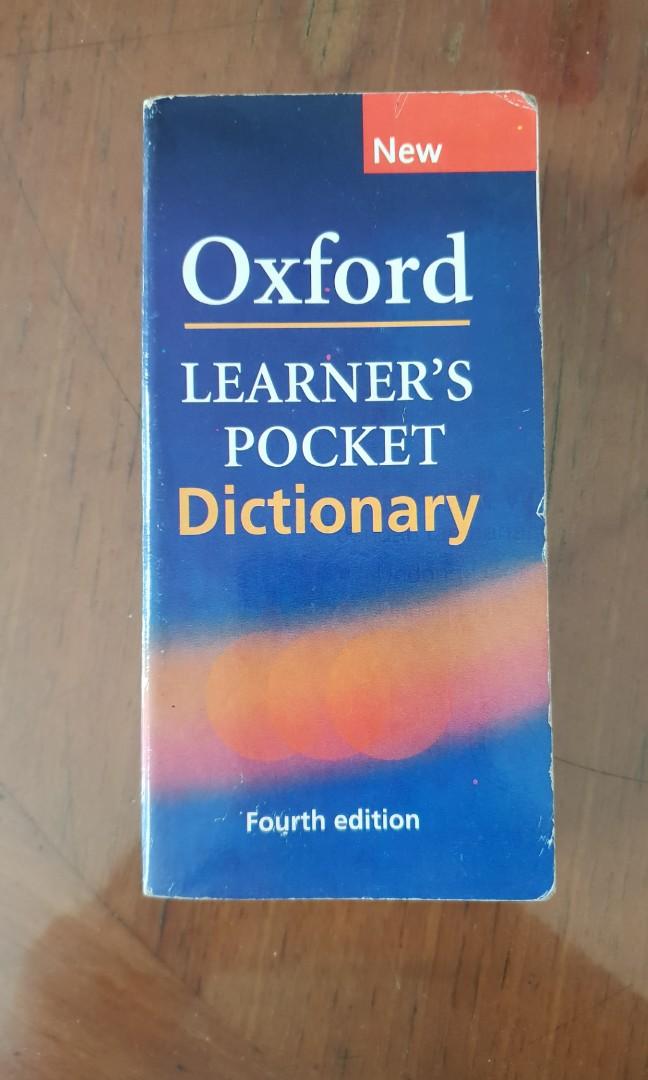 New
Oxford
LEARNER'S
POCKET
Dictionary
Fourth edition